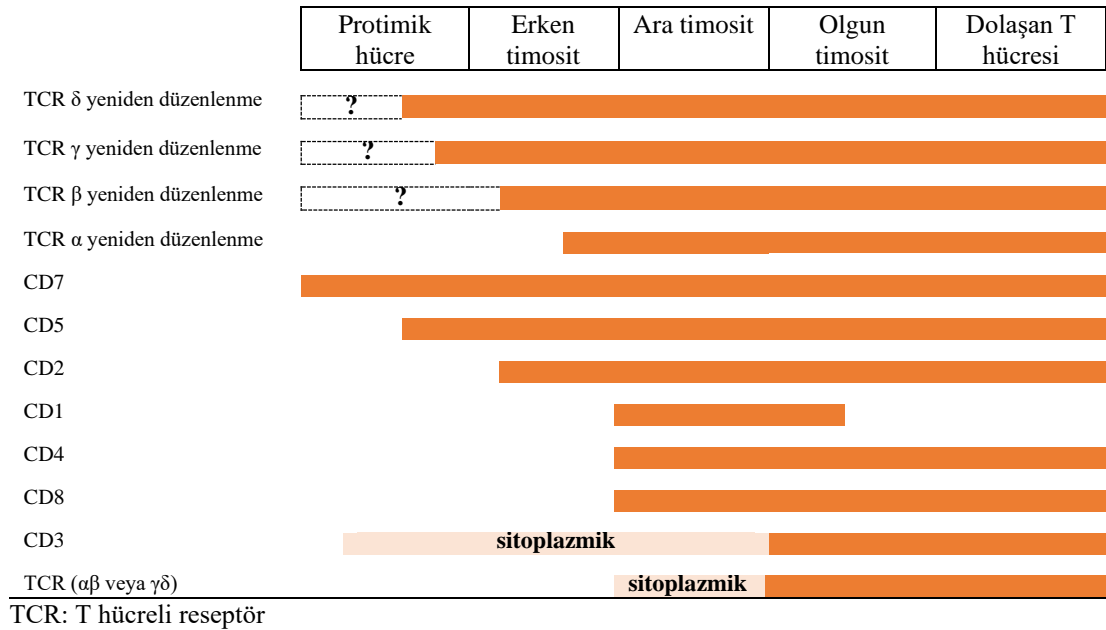 Protimik hücre
Erken timosit
Ara timosit
Olgun timosit
Dolaşan T hücresi
TCR δ yeniden düzenlenme
?
TCR γ yeniden düzenlenme
?
TCR β yeniden düzenlenme
?
TCR α yeniden düzenlenme
CD7
CD5
CD2
CD1
CD4
CD8
CD3
sitoplazmik
TCR (αβ veya γδ)
sitoplazmik
TCR: T hücreli reseptör